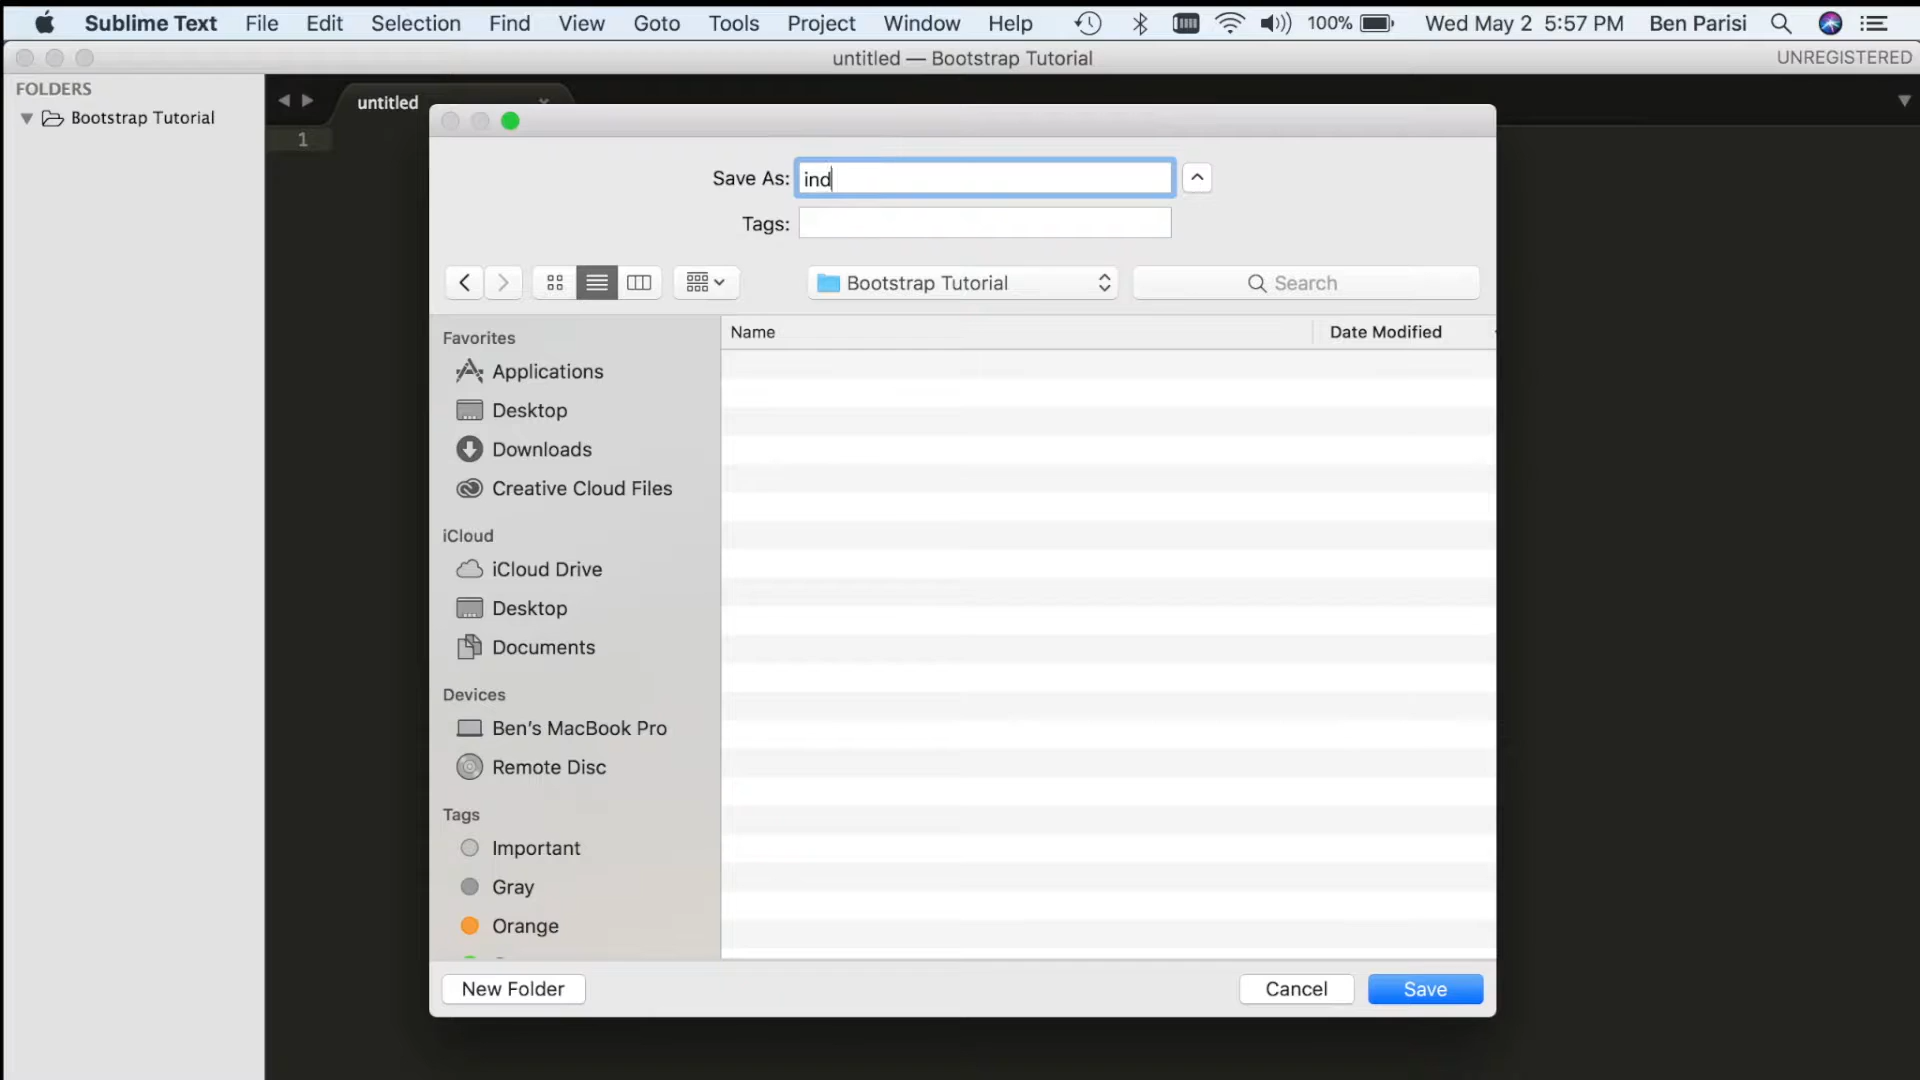 Sublime Text File Edit Selection Find View Goto Tools Project Window Help 100% Wed May 2 5:57 PM Ben Parisi
untitled — Bootstrap Tutorial UNREGISTERED
FOLDERS
Bootstrap Tutorial
untitled
1
Save As: ind
Tags:
Bootstrap Tutorial
Search
Name Date Modified
Favorites
Applications
Desktop
Downloads
Creative Cloud Files
iCloud
iCloud Drive
Desktop
Documents
Devices
Ben's MacBook Pro
Remote Disc
Tags
Important
Gray
Orange
New Folder Cancel Save